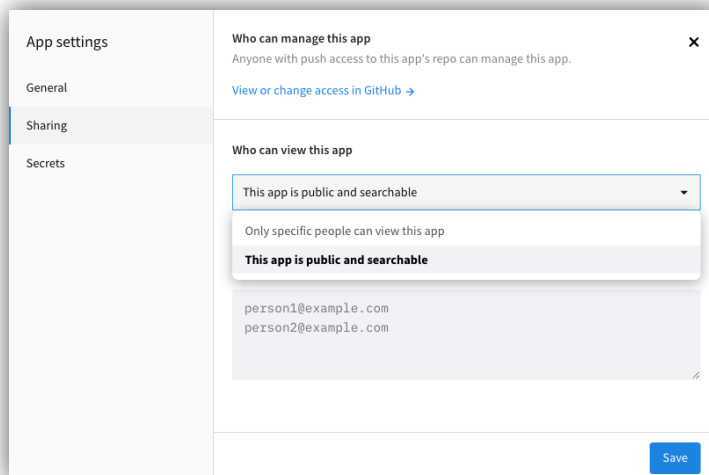 App settings
General
Sharing
Secrets
Who can manage this app
Anyone with push access to this app's repo can manage this app.
View or change access in GitHub →
Who can view this app
This app is public and searchable
Only specific people can view this app
This app is public and searchable
person1@example.com
person2@example.com
Save